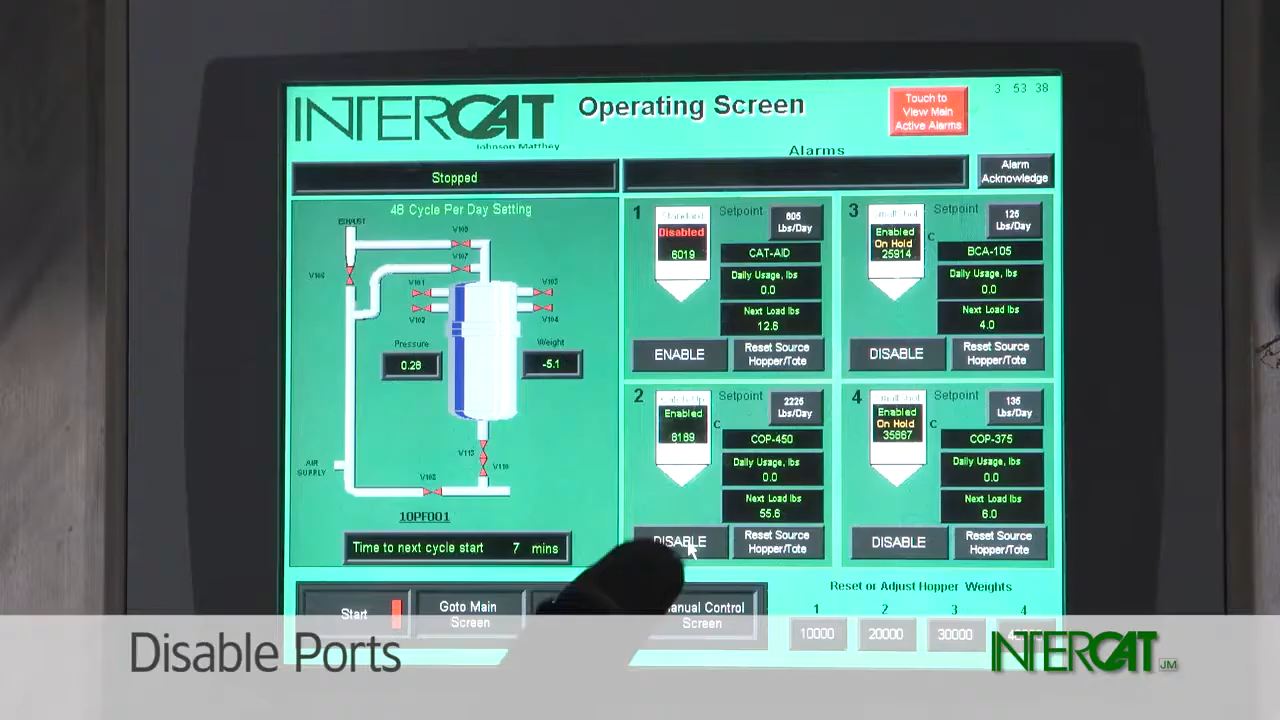 INTERCAT
Johnson Matthey
Operating Screen
Touch to
View Main
Active Alarms
3 53 38
Alarms
Stopped
Alarm
Acknowledge
48 Cycle Per Day Setting
EXHAUST
V105
V107
V101
V103
V102
V104
Pressure
0.28
Weight
-5.1
AIR
SUPPLY
10PF001
Time to next cycle start 7 mins
1
Standard
Disabled
6019
Setpoint
605
Lbs/Day
CAT-AID
Daily Usage, lbs
0.0
Next Load lbs
12.6
ENABLE
Reset Source
Hopper/Tote
3
Enabled
On Hold
25914
C
Setpoint
125
Lbs/Day
BCA-105
Daily Usage, lbs
0.0
Next Load lbs
4.0
DISABLE
Reset Source
Hopper/Tote
2
Catch Up
Enabled
8189
C
Setpoint
2225
Lbs/Day
COP-450
Daily Usage, lbs
0.0
Next Load lbs
55.6
DISABLE
Reset Source
Hopper/Tote
4
Enabled
On Hold
35667
C
Setpoint
135
Lbs/Day
COP-375
Daily Usage, lbs
0.0
Next Load lbs
6.0
DISABLE
Reset Source
Hopper/Tote
Start
Goto Main
Screen
Manual Control
Screen
Reset or Adjust Hopper Weights
1 2 3 4
10000 20000 30000
Disable Ports
INTERCAT JM